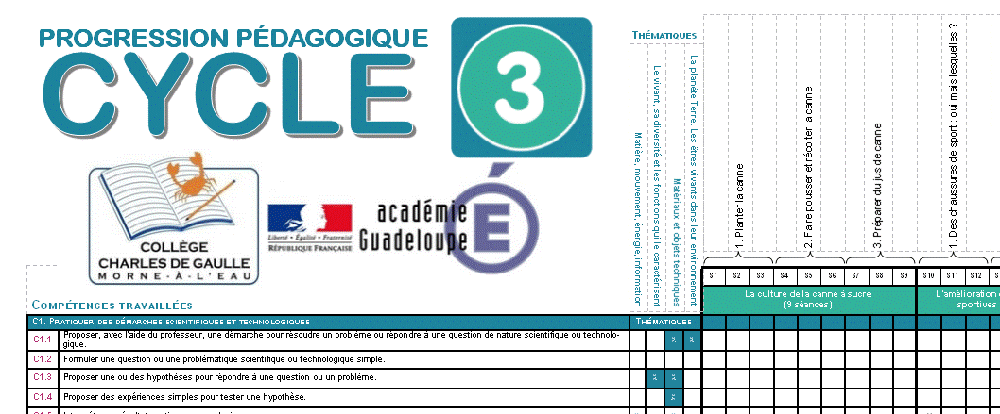 PROGRESSION PÉDAGOGIQUE
CYCLE
3
COLLÈGE
CHARLES DE GAULLE
MORNE-À-L'EAU
Liberté • Égalité • Fraternité
RÉPUBLIQUE FRANÇAISE
académie
Guadeloupe
É
THÉMATIQUES
Matière, mouvement, énergie, information
Le vivant, sa diversité et les fonctions qui le caractérisent
Matériaux et objets techniques
La planète Terre. Les êtres vivants dans leur environnement
1. Planter la canne
2. Faire pousser et récolter la canne
3. Préparer du jus de canne
1. Des chaussures de sport : oui mais lesquelles ?
S1 S2 S3 S4 S5 S6 S7 S8 S9 S10 S11 S12
La culture de la canne à sucre
(9 séances)
L'amélioration
sportives
COMPÉTENCES TRAVAILLÉES
C1. PRATIQUER DES DÉMARCHES SCIENTIFIQUES ET TECHNOLOGIQUES THÉMATIQUES
C1.1 Proposer, avec l'aide du professeur, une démarche pour résoudre un problème ou répondre à une question de nature scientifique ou technolo-
gique.
C1.2 Formuler une question ou une problématique scientifique ou technologique simple.
C1.3 Proposer une ou des hypothèses pour répondre à une question ou un problème.
C1.4 Proposer des expériences simples pour tester une hypothèse.